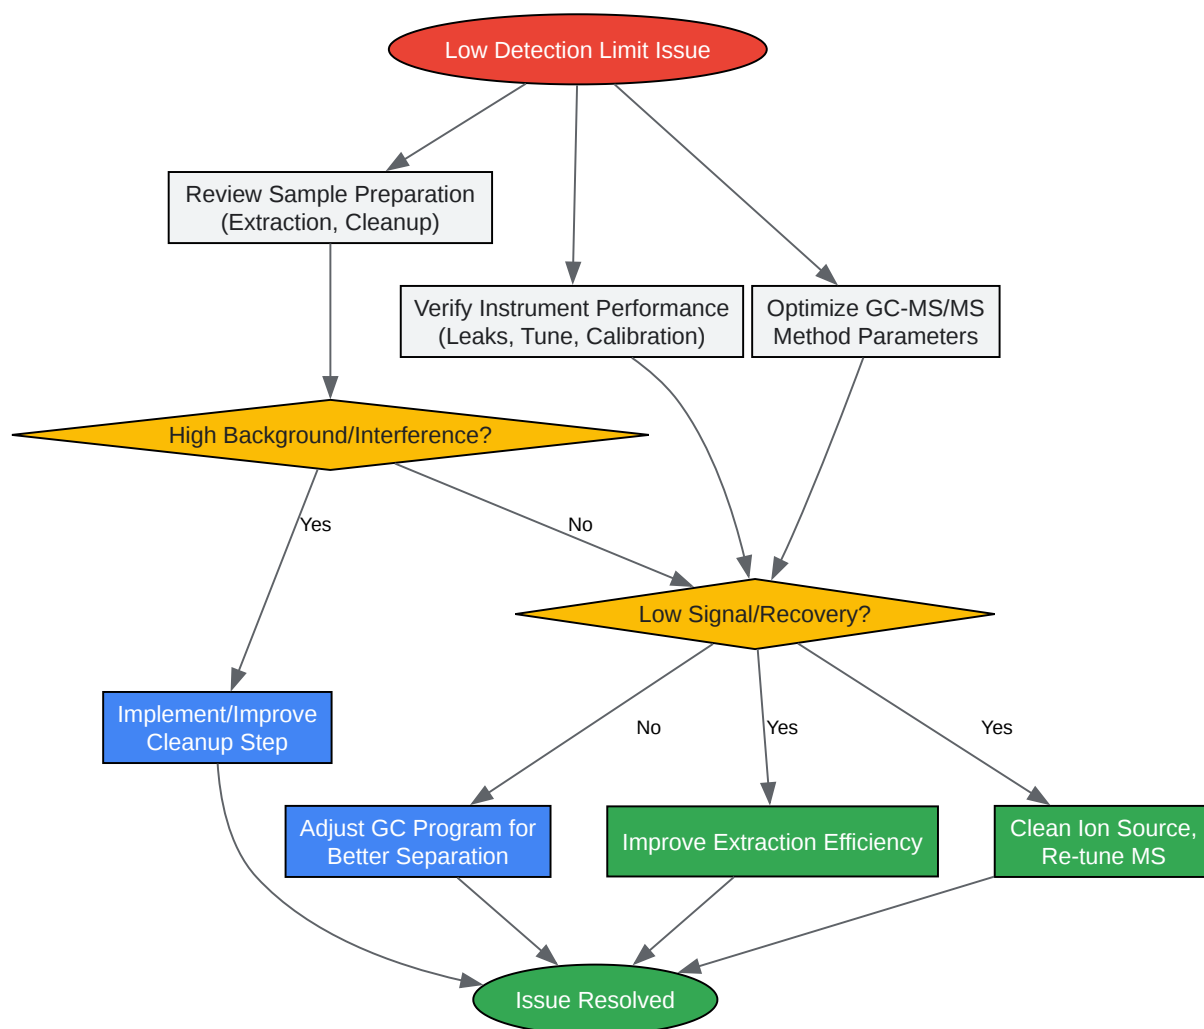 Low Detection Limit Issue
Review Sample Preparation
(Extraction, Cleanup)
Verify Instrument Performance
(Leaks, Tune, Calibration)
Optimize GC-MS/MS
Method Parameters
High Background/Interference?
Yes
No
Low Signal/Recovery?
Implement/Improve
Cleanup Step
No
Yes
Yes
Adjust GC Program for
Better Separation
Improve Extraction Efficiency
Clean Ion Source,
Re-tune MS
Issue Resolved